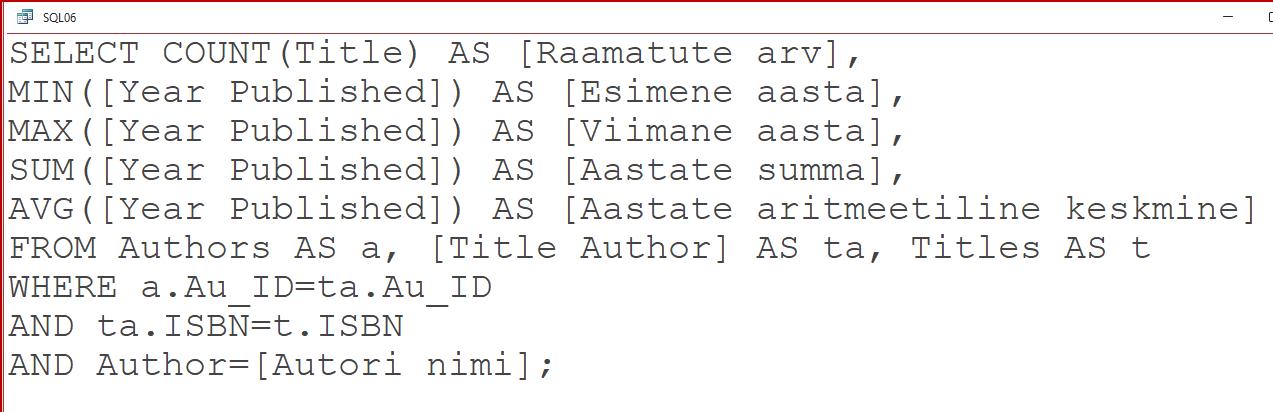 SQL06
SELECT COUNT(Title) AS [Raamatute arv],
MIN([Year Published]) AS [Esimene aasta],
MAX([Year Published]) AS [Viimane aasta],
SUM([Year Published]) AS [Aastate summa],
AVG([Year Published]) AS [Aastate aritmeetiline keskmine]
FROM Authors AS a, [Title Author] AS ta, Titles AS t
WHERE a.Au_ID=ta.Au_ID
AND ta.ISBN=t.ISBN
AND Author=[Autori nimi];